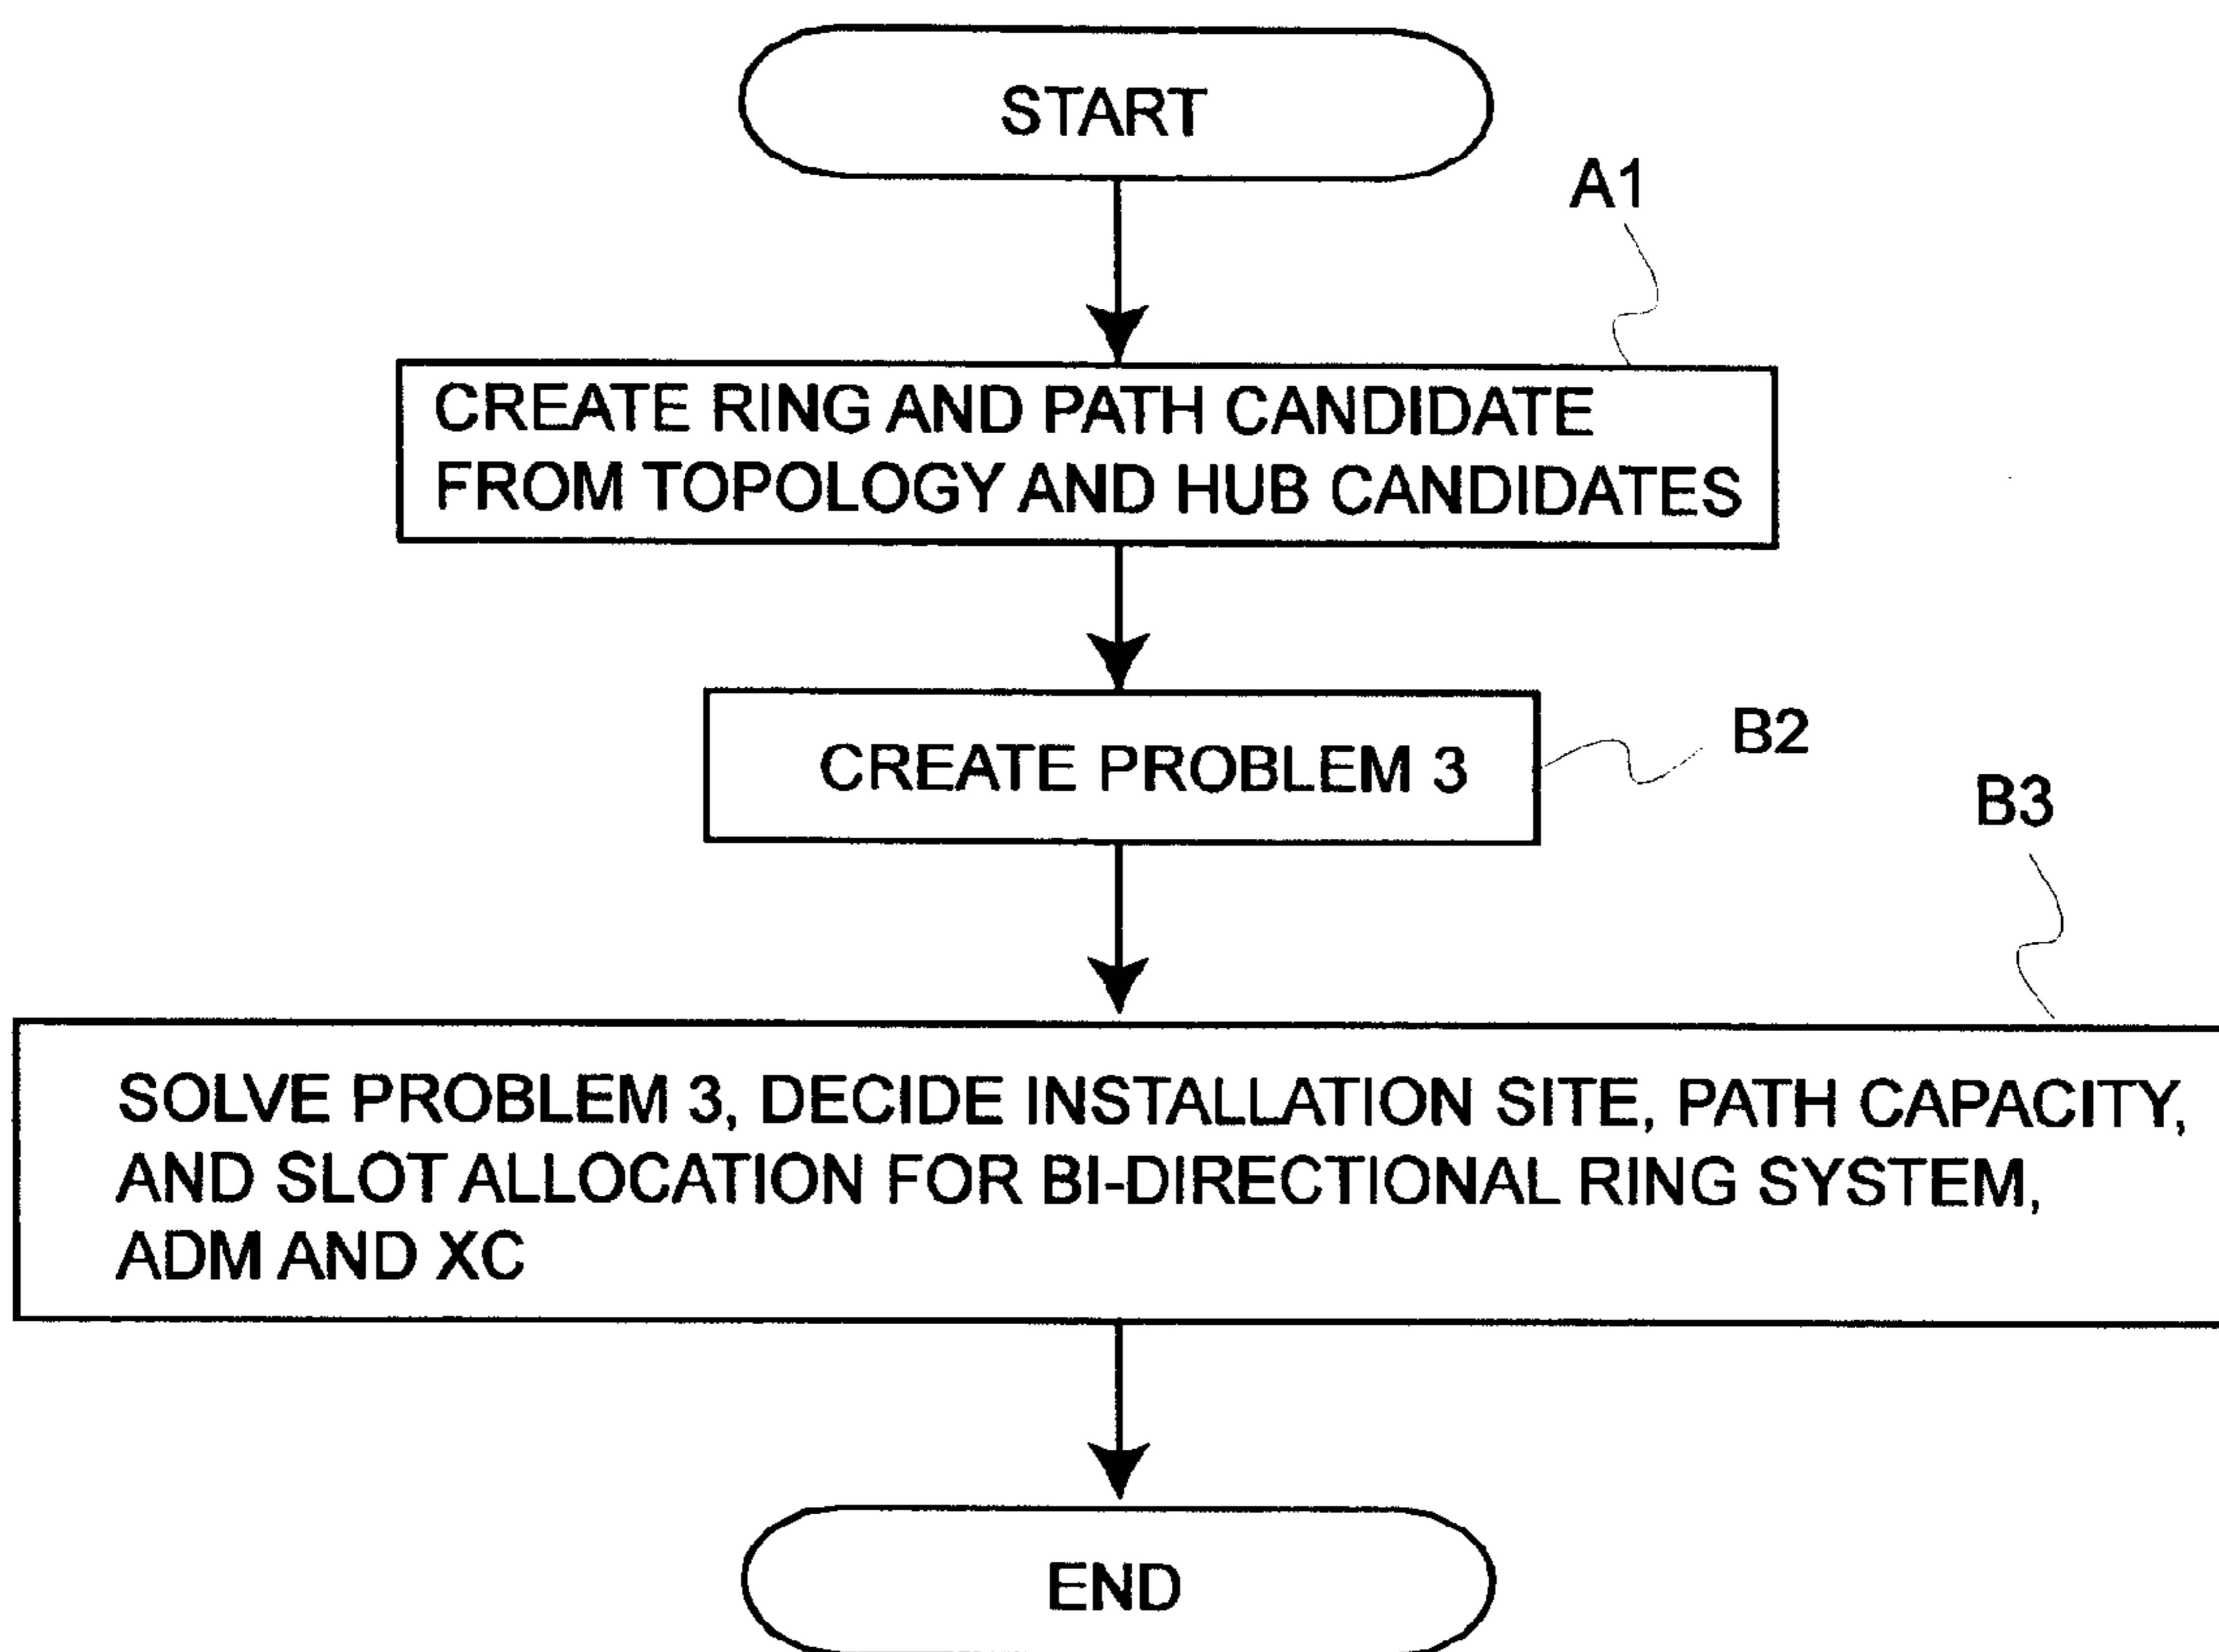 START
A1
CREATE RING AND PATH CANDIDATE
FROM TOPOLOGY AND HUB CANDIDATES
CREATE PROBLEM 3
B2
B3
SOLVE PROBLEM 3, DECIDE INSTALLATION SITE, PATH CAPACITY,
AND SLOT ALLOCATION FOR BI-DIRECTIONAL RING SYSTEM,
ADM AND XC
END